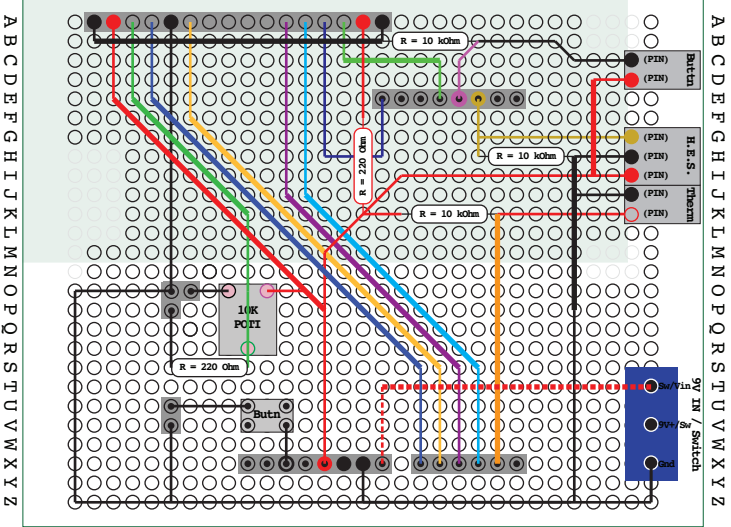 A
B
C
D
E
F
G
H
I
J
K
L
M
N
O
P
Q
R
S
T
U
V
W
X
Y
Z
R = 10 kOhm
(PIN)
(PIN)
Buttn
R = 220 Ohm
R = 10 kOhm
(PIN)
(PIN)
(PIN)
H.E.S.
R = 10 kOhm
(PIN)
(PIN)
Therm
10K
POTI
R = 220 Ohm
Butn
Sw/Vin
9V+/Sw
Gnd
9V IN / Switch
A
B
C
D
E
F
G
H
I
J
K
L
M
N
O
P
Q
R
S
T
U
V
W
X
Y
Z